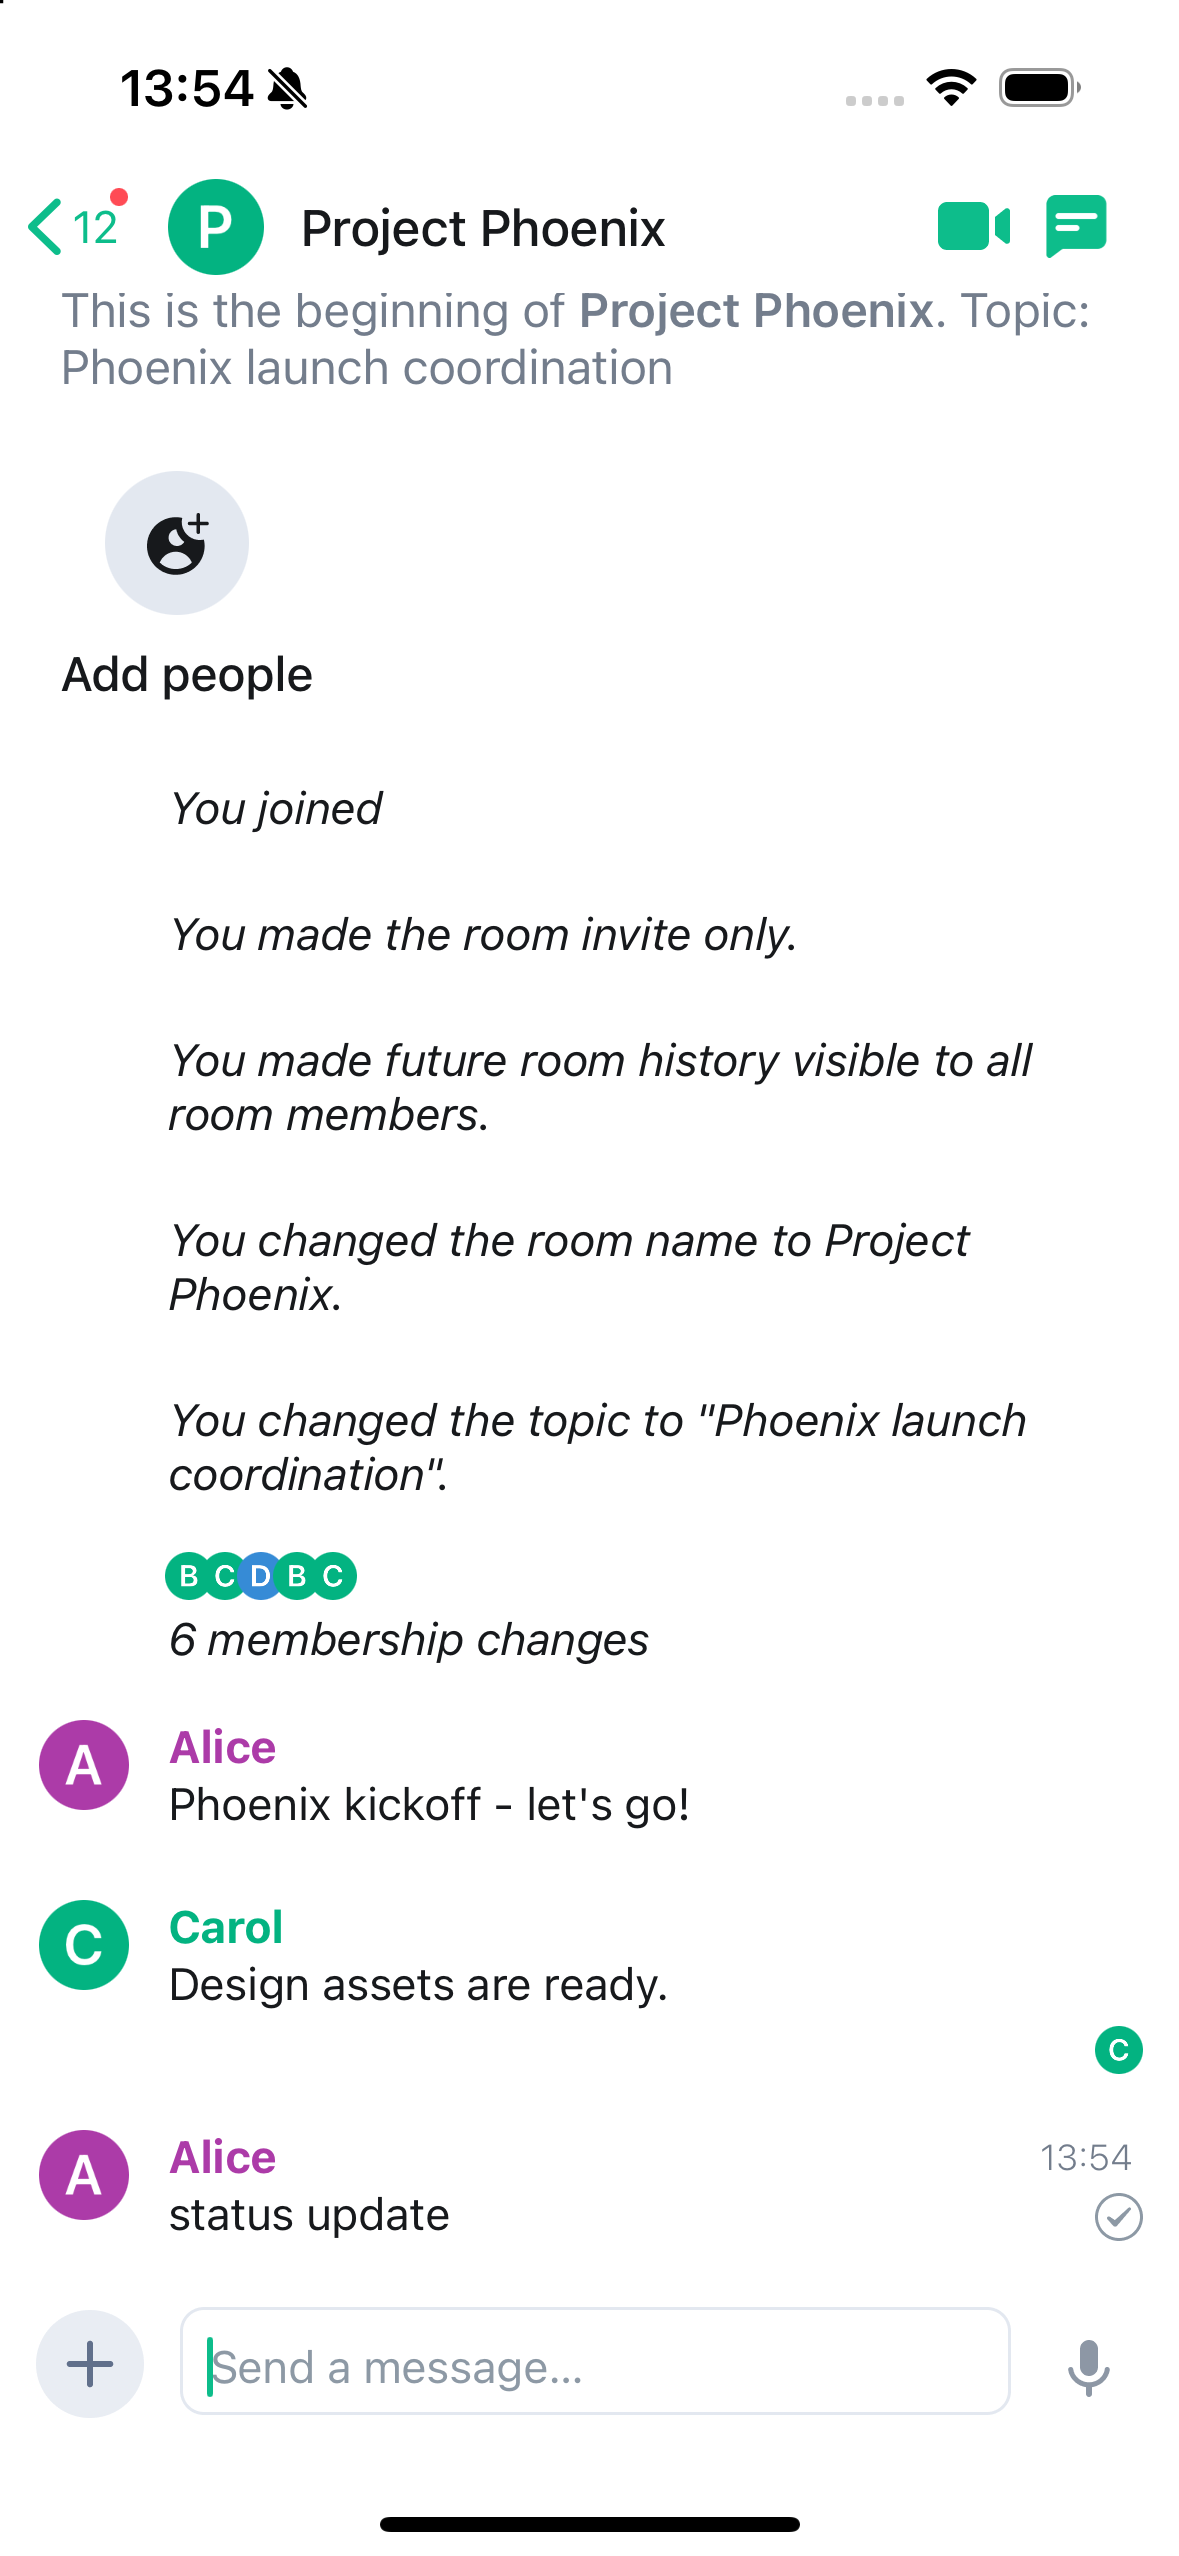 13:54
12
P
Project Phoenix
This is the beginning of Project Phoenix. Topic:
Phoenix launch coordination
Add people
You joined
You made the room invite only.
You made future room history visible to all
room members.
You changed the room name to Project
Phoenix.
You changed the topic to "Phoenix launch
coordination".
B C D B C
6 membership changes
A
Alice
Phoenix kickoff - let's go!
C
Carol
Design assets are ready.
C
A
Alice
13:54
status update
Send a message...